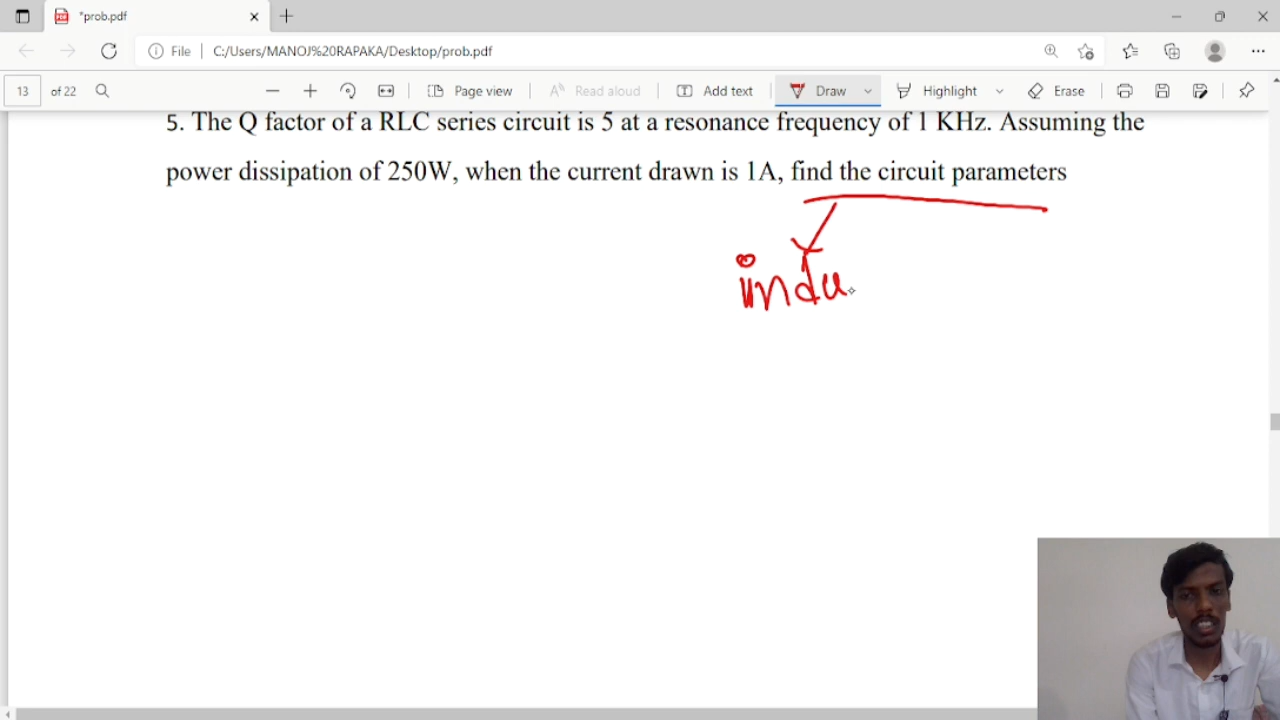 *prob.pdf
File C:/Users/MANOJ%20RAPAKA/Desktop/prob.pdf
13 of 22 Page view Read aloud Add text Draw Highlight Erase
5. The Q factor of a RLC series circuit is 5 at a resonance frequency of 1 KHz. Assuming the
power dissipation of 250W, when the current drawn is 1A, find the circuit parameters
indu